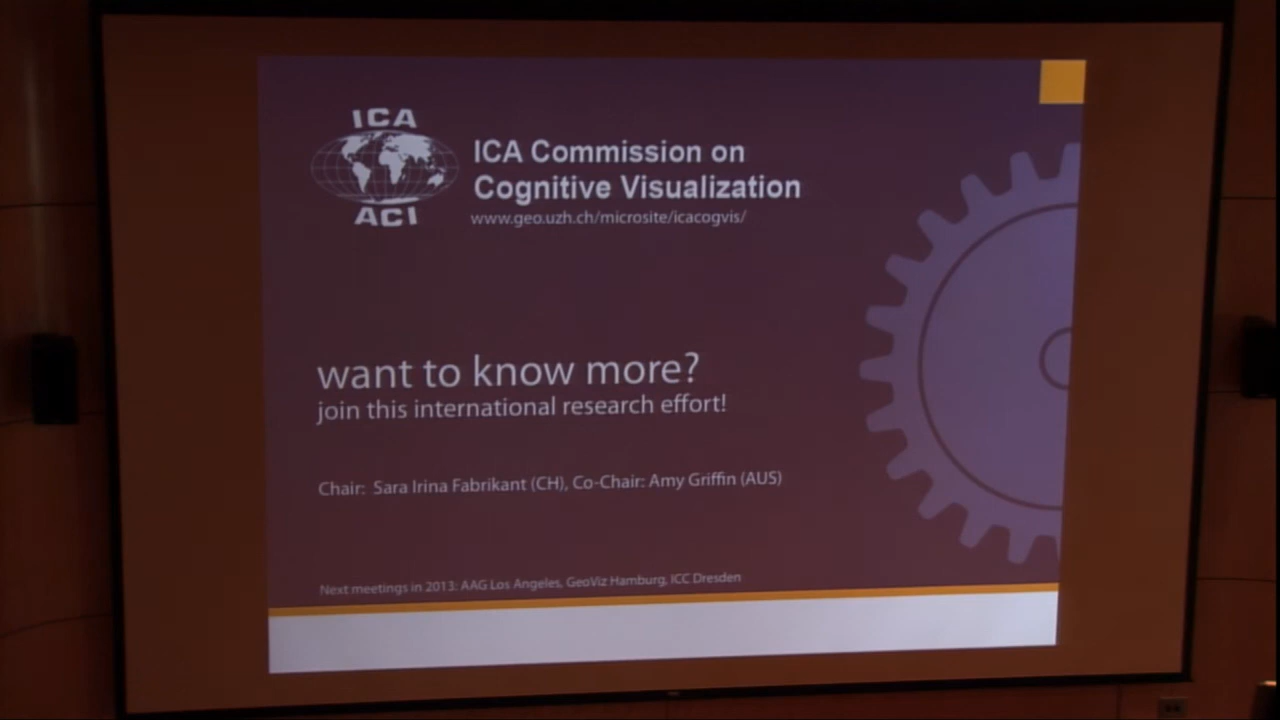 ICA
ACI
ICA Commission on
Cognitive Visualization
www.geo.uzh.ch/microsite/icacogvis/
want to know more?
join this international research effort!
Chair: Sara Irina Fabrikant (CH), Co-Chair: Amy Griffin (AUS)
Next meetings in 2013: AAG Los Angeles, GeoViz Hamburg, ICC Dresden